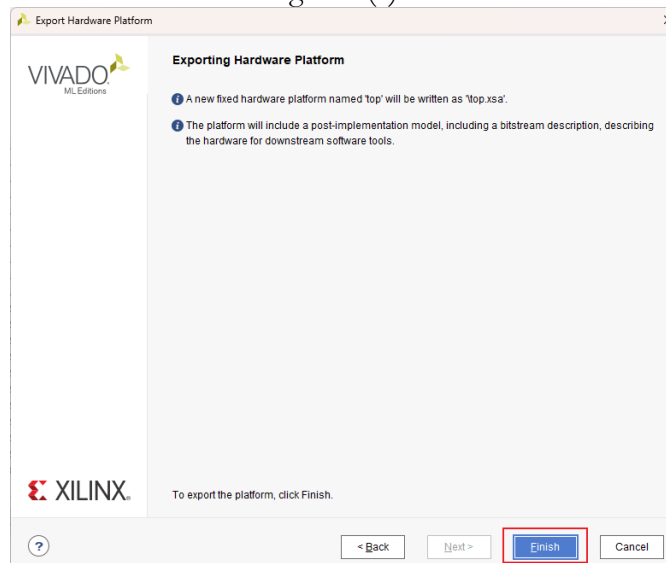 Export Hardware Platform
VIVADO
ML Editions
Exporting Hardware Platform
A new fixed hardware platform named 'top' will be written as 'top.xsa'.
The platform will include a post-implementation model, including a bitstream description, describing
the hardware for downstream software tools.
XILINX
To export the platform, click Finish.
? < Back Next > Finish Cancel